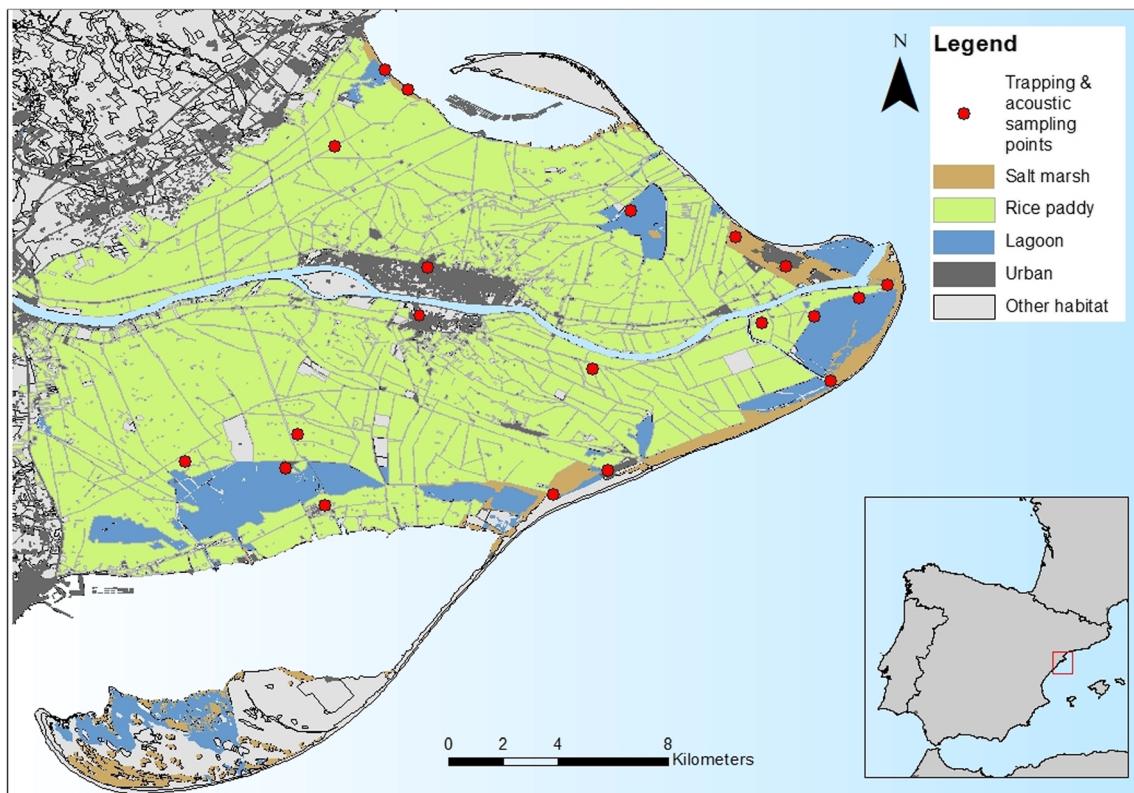 N
Legend
Trapping &
acoustic
sampling
points
Salt marsh
Rice paddy
Lagoon
Urban
Other habitat
0 2 4 8
Kilometers